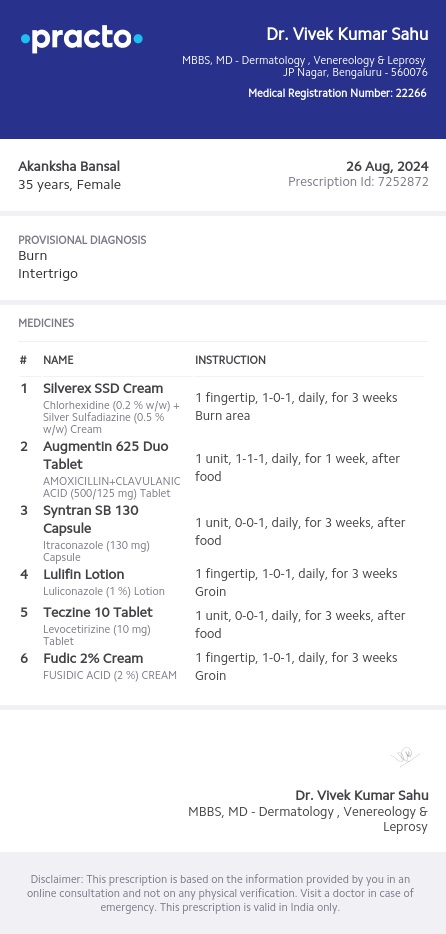 practo
Dr. Vivek Kumar Sahu
MBBS, MD - Dermatology , Venereology & Leprosy
JP Nagar, Bengaluru - 560076
Medical Registration Number: 22266
Akanksha Bansal
35 years, Female
26 Aug, 2024
Prescription Id: 7252872
PROVISIONAL DIAGNOSIS
Burn
Intertrigo
MEDICINES
# NAME INSTRUCTION
1 Silverex SSD Cream
Chlorhexidine (0.2 % w/w) +
Silver Sulfadiazine (0.5 %
w/w) Cream
1 fingertip, 1-0-1, daily, for 3 weeks
Burn area
2 Augmentin 625 Duo
Tablet
AMOXICILLIN+CLAVULANIC
ACID (500/125 mg) Tablet
1 unit, 1-1-1, daily, for 1 week, after
food
3 Syntran SB 130
Capsule
Itraconazole (130 mg)
Capsule
1 unit, 0-0-1, daily, for 3 weeks, after
food
4 Lulifin Lotion
Luliconazole (1 %) Lotion
1 fingertip, 1-0-1, daily, for 3 weeks
Groin
5 Teczine 10 Tablet
Levocetirizine (10 mg)
Tablet
1 unit, 0-0-1, daily, for 3 weeks, after
food
6 Fudic 2% Cream
FUSIDIC ACID (2 %) CREAM
1 fingertip, 1-0-1, daily, for 3 weeks
Groin
Dr. Vivek Kumar Sahu
MBBS, MD - Dermatology , Venereology &
Leprosy
Disclaimer: This prescription is based on the information provided by you in an
online consultation and not on any physical verification. Visit a doctor in case of
emergency. This prescription is valid in India only.